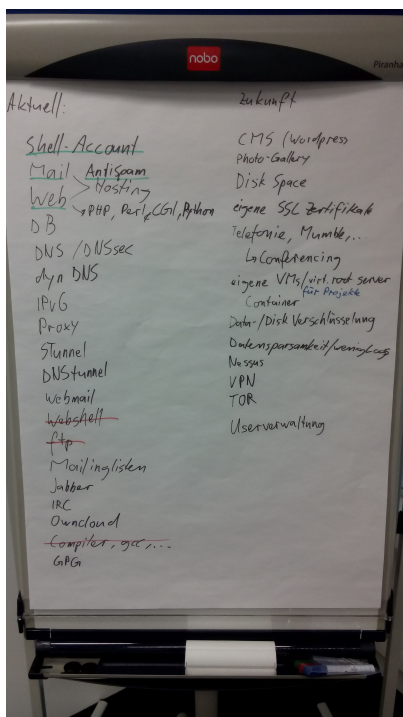 nobo
Piranha
Aktuell:
Shell-Account
Mail Antispam
Web Hosting
PHP, Perl, CGI, Python
DB
DNS / DNSsec
dyn DNS
IPv6
Proxy
STunnel
DNStunnel
Webmail
Webshell
ftp
Mailinglisten
Jabber
IRC
Owncloud
Compiler, gcc, ...
GPG
Zukunft
CMS / Wordpress
Photo-Gallery
Disk Space
eigene SSL Zertifikate
Telefonie, Mumble, ..
Conferencing
eigene VMs / virt. root server
für Projekte
Container
Data-/Disk Verschlüsselung
Datensparsamkeit / wenig Logs
Nessus
VPN
TOR
Userverwaltung